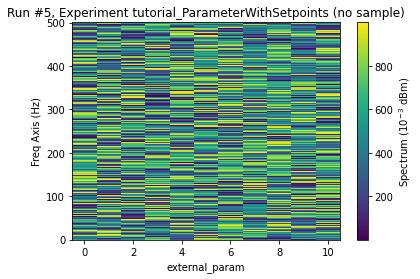 Run #5, Experiment tutorial_ParameterWithSetpoints (no sample)
500
400
300
200
100
0
Freq Axis (Hz)
0 2 4 6 8 10
external_param
800
600
400
200
Spectrum (10⁻³ dBm)